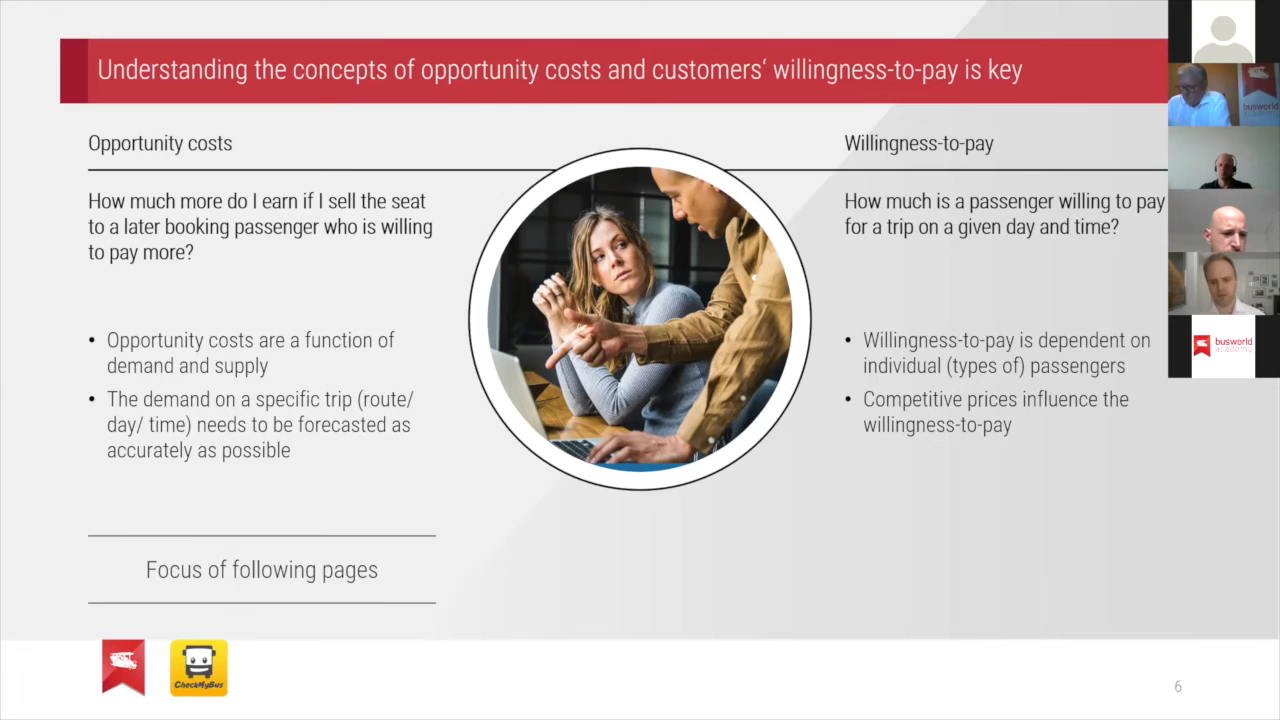 Understanding the concepts of opportunity costs and customers‘ willingness-to-pay is key
Opportunity costs
How much more do I earn if I sell the seat
to a later booking passenger who is willing
to pay more?
• Opportunity costs are a function of
demand and supply
• The demand on a specific trip (route/
day/ time) needs to be forecasted as
accurately as possible
Focus of following pages
Willingness-to-pay
How much is a passenger willing to pay
for a trip on a given day and time?
• Willingness-to-pay is dependent on
individual (types of) passengers
• Competitive prices influence the
willingness-to-pay
busworld
academy
busworld
academy
CheckMyBus
6